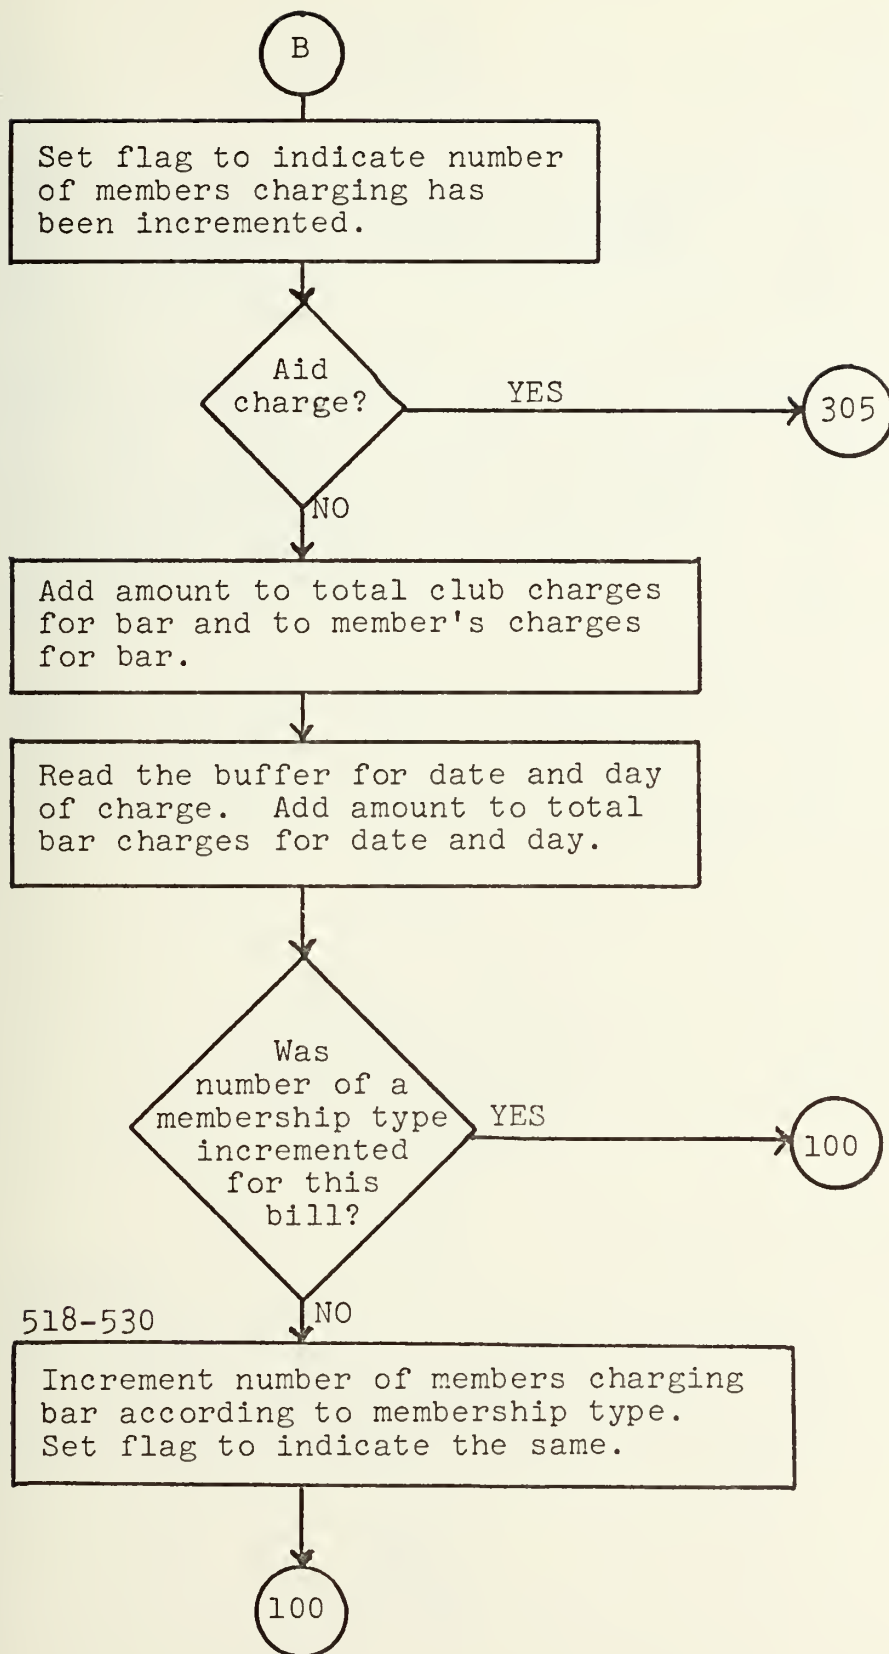 B
Set flag to indicate number
of members charging has
been incremented.
Aid
charge?
YES
305
NO
Add amount to total club charges
for bar and to member's charges
for bar.
Read the buffer for date and day
of charge. Add amount to total
bar charges for date and day.
Was
number of a
membership type
incremented
for this
bill?
YES
100
NO
518-530
Increment number of members charging
bar according to membership type.
Set flag to indicate the same.
100